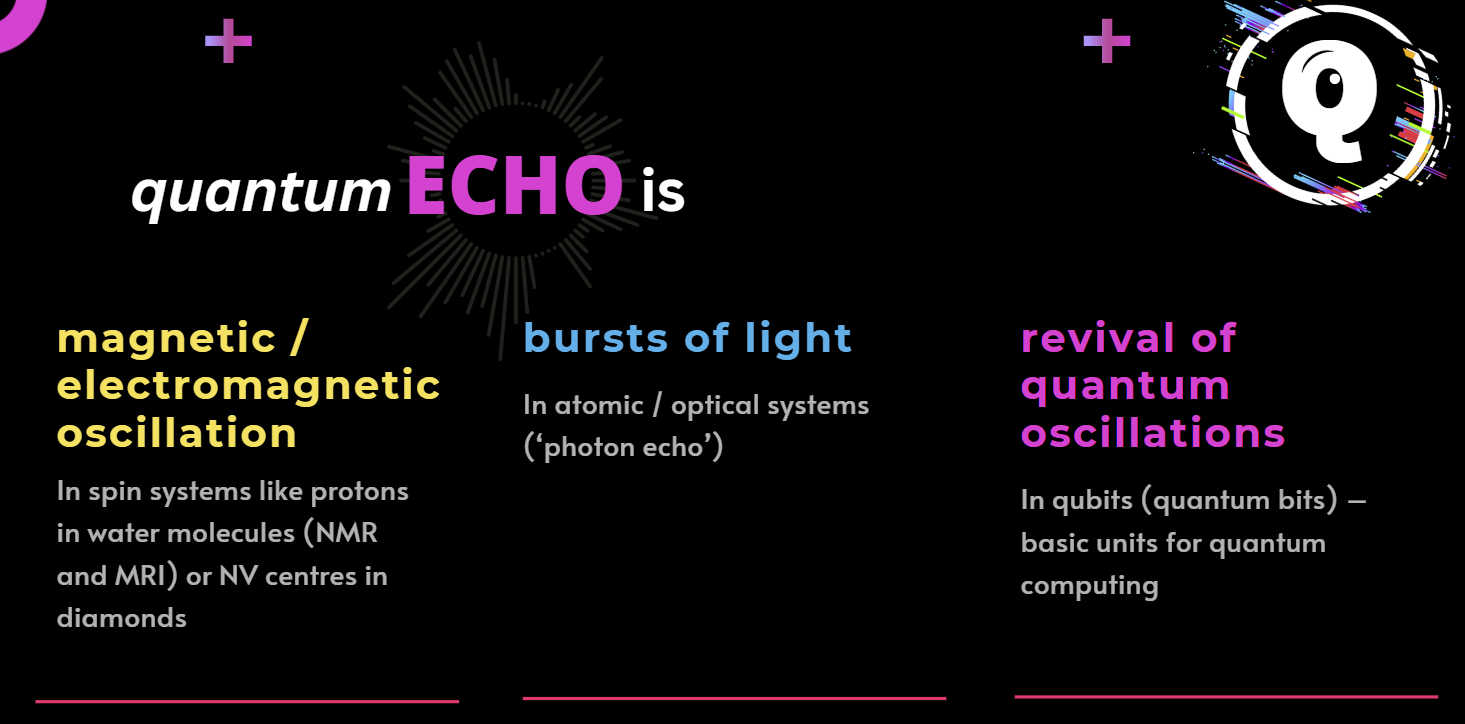 Q
quantum ECHO is
magnetic /
electromagnetic
oscillation
In spin systems like protons
in water molecules (NMR
and MRI) or NV centres in
diamonds
bursts of light
In atomic / optical systems
(‘photon echo’)
revival of
quantum
oscillations
In qubits (quantum bits) –
basic units for quantum
computing